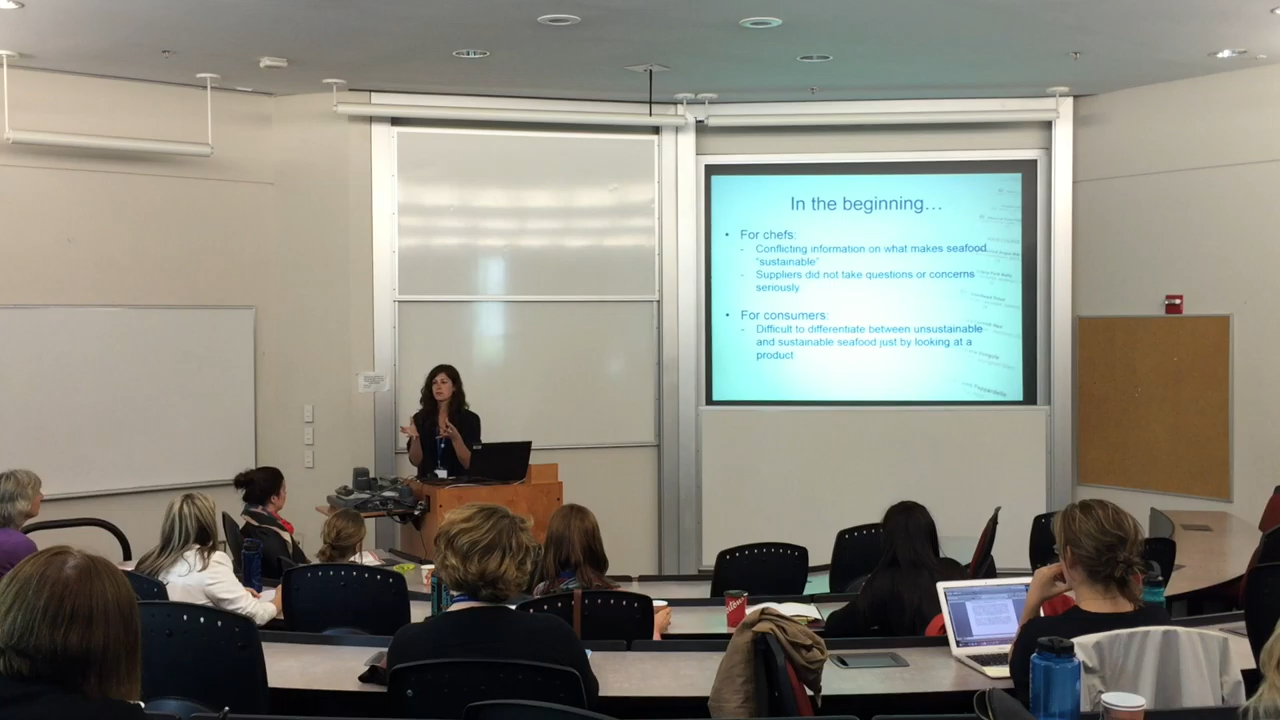 In the beginning…
• For chefs:
- Conflicting information on what makes seafood
"sustainable"
- Suppliers did not take questions or concerns
seriously
• For consumers:
- Difficult to differentiate between unsustainable
and sustainable seafood just by looking at a
product